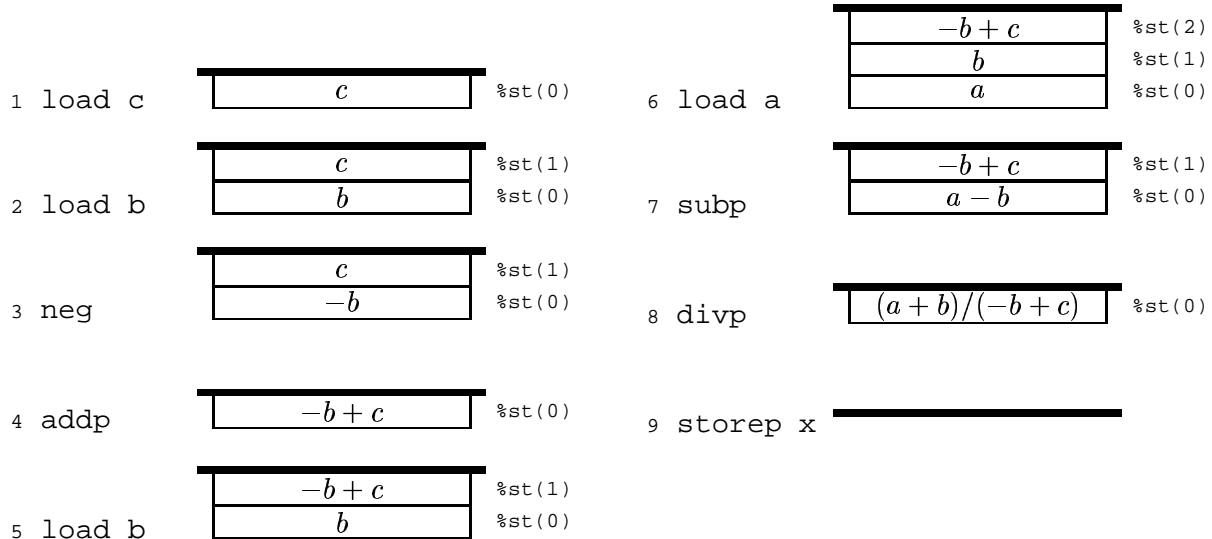 1 load c
c %st(0)
2 load b
c %st(1)
b %st(0)
3 neg
c %st(1)
−b %st(0)
4 addp
−b + c %st(0)
5 load b
−b + c %st(1)
b %st(0)
6 load a
−b + c %st(2)
b %st(1)
a %st(0)
7 subp
−b + c %st(1)
a − b %st(0)
8 divp
(a + b)/(−b + c) %st(0)
9 storep x